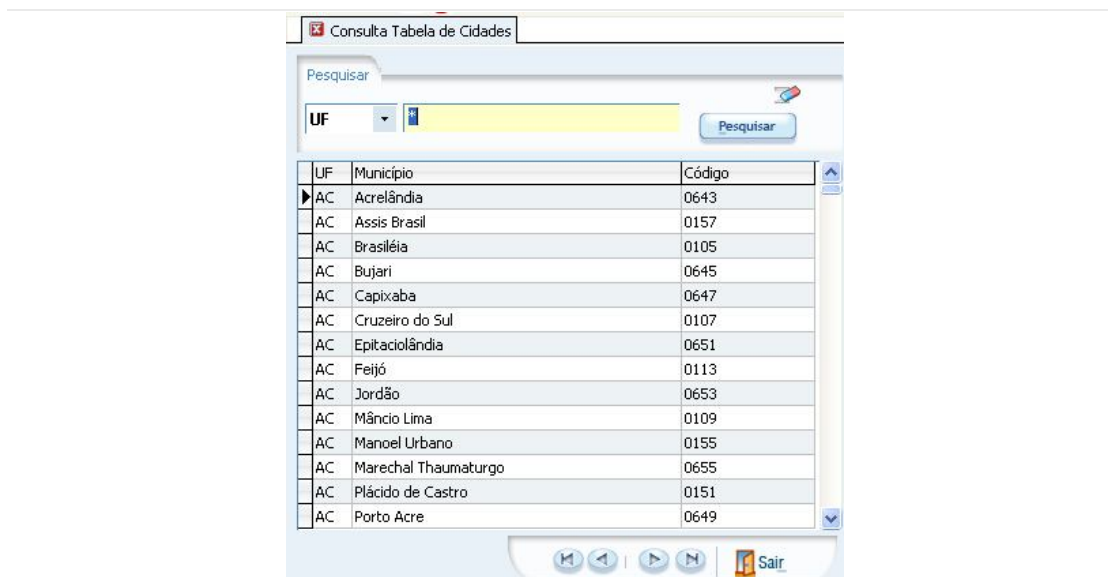 Consulta Tabela de Cidades
Pesquisar
UF * Pesquisar
UF Município Código
AC Acrelândia 0643
AC Assis Brasil 0157
AC Brasiléia 0105
AC Bujari 0645
AC Capixaba 0647
AC Cruzeiro do Sul 0107
AC Epitaciolândia 0651
AC Feijó 0113
AC Jordão 0653
AC Mâncio Lima 0109
AC Manoel Urbano 0155
AC Marechal Thaumaturgo 0655
AC Plácido de Castro 0151
AC Porto Acre 0649
Sair